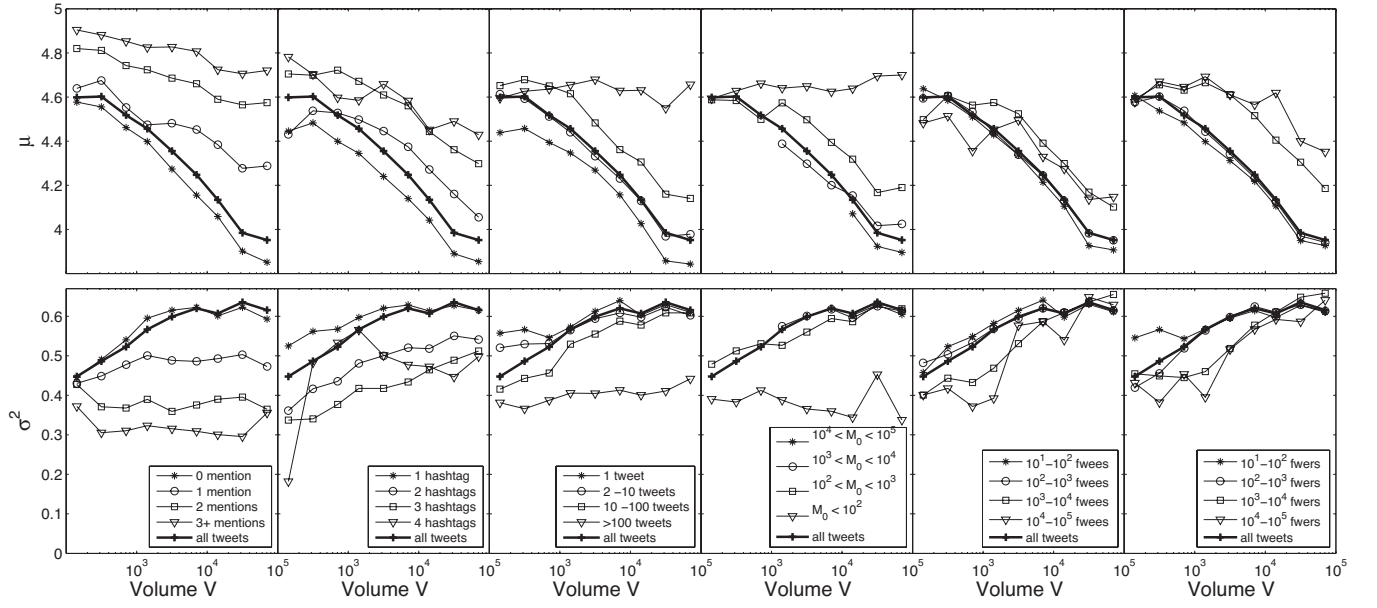 5
4.8
4.6
4.4
4.2
4
μ
0.6
0.5
0.4
0.3
0.2
0.1
0
σ²
0 mention
1 mention
2 mentions
3+ mentions
all tweets
1 hashtag
2 hashtags
3 hashtags
4 hashtags
all tweets
1 tweet
2 −10 tweets
10 −100 tweets
>100 tweets
all tweets
10⁴ < M₀ < 10⁵
10³ < M₀ < 10⁴
10² < M₀ < 10³
M₀ < 10²
all tweets
10¹−10² fwees
10²−10³ fwees
10³−10⁴ fwees
10⁴−10⁵ fwees
all tweets
10¹−10² fwers
10²−10³ fwers
10³−10⁴ fwers
10⁴−10⁵ fwers
all tweets
10³ 10⁴ 10⁵ 10³ 10⁴ 10⁵ 10³ 10⁴ 10⁵ 10³ 10⁴ 10⁵ 10³ 10⁴ 10⁵ 10³ 10⁴ 10⁵
Volume V Volume V Volume V Volume V Volume V Volume V